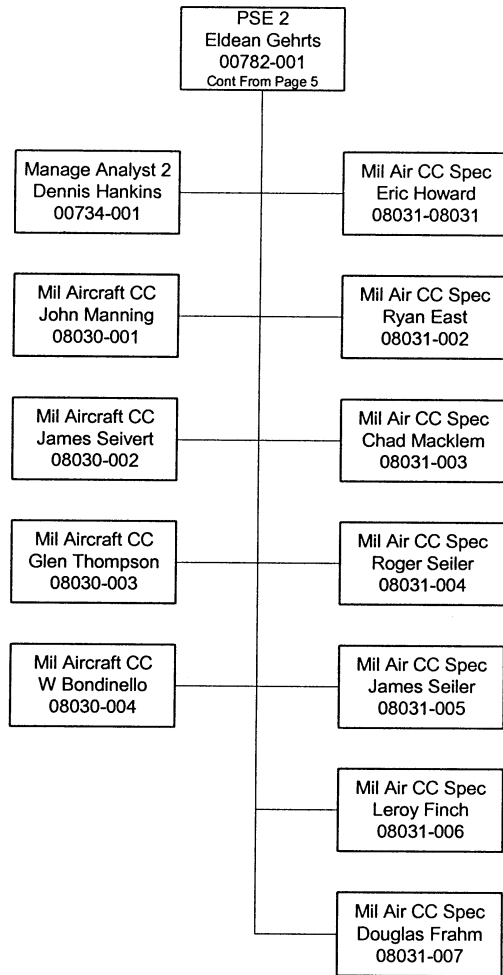 PSE 2
Eldean Gehrts
00782-001
Cont From Page 5
Manage Analyst 2
Dennis Hankins
00734-001
Mil Air CC Spec
Eric Howard
08031-08031
Mil Aircraft CC
John Manning
08030-001
Mil Air CC Spec
Ryan East
08031-002
Mil Aircraft CC
James Seivert
08030-002
Mil Air CC Spec
Chad Macklem
08031-003
Mil Aircraft CC
Glen Thompson
08030-003
Mil Air CC Spec
Roger Seiler
08031-004
Mil Aircraft CC
W Bondinello
08030-004
Mil Air CC Spec
James Seiler
08031-005
Mil Air CC Spec
Leroy Finch
08031-006
Mil Air CC Spec
Douglas Frahm
08031-007